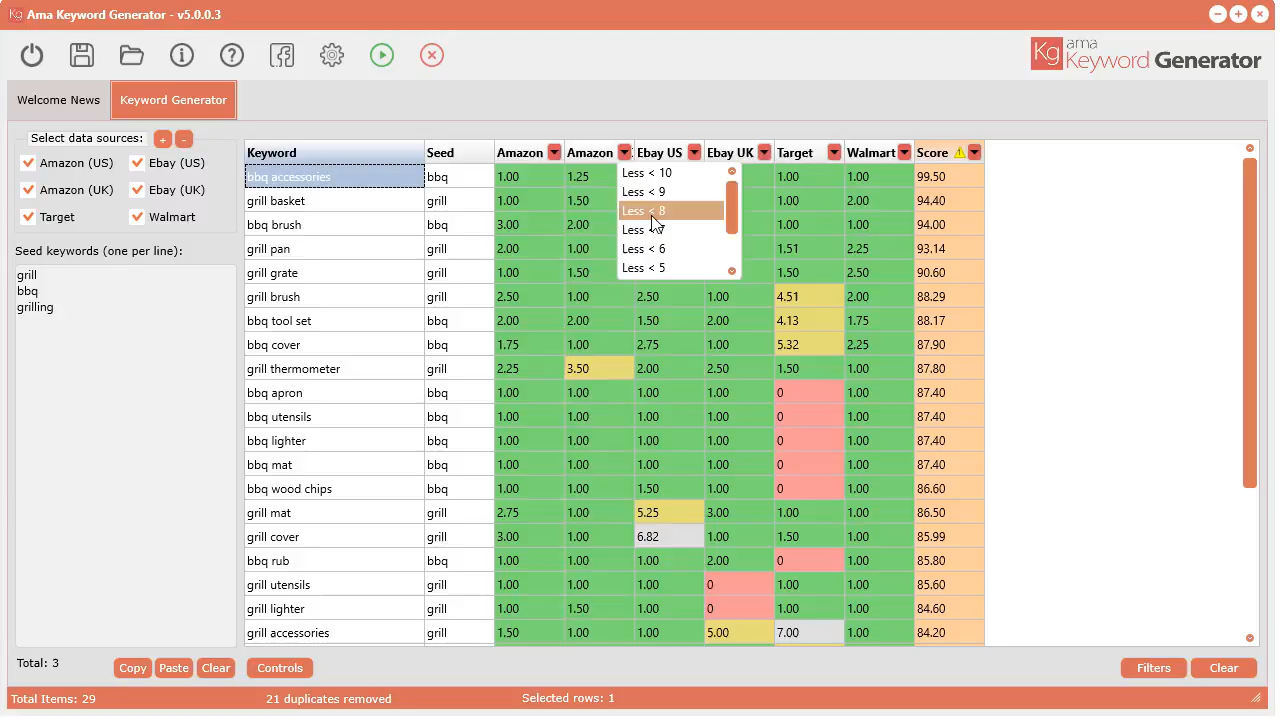 Kg Ama Keyword Generator - v5.0.0.3
Kg ama Keyword Generator
Welcome News Keyword Generator
Select data sources: + -
Amazon (US) Ebay (US)
Amazon (UK) Ebay (UK)
Target Walmart
Seed keywords (one per line):
grill
bbq
grilling
Total: 3
Copy Paste Clear
Keyword Seed Amazon Amazon Ebay US Ebay UK Target Walmart Score
bbq accessories bbq 1.00 1.25 1.00 1.00 99.50
grill basket grill 1.00 1.50 1.00 2.00 94.40
bbq brush bbq 3.00 2.00 1.00 1.00 94.00
grill pan grill 2.00 1.00 1.51 2.25 93.14
grill grate grill 1.00 1.50 1.50 2.50 90.60
grill brush grill 2.50 1.00 2.50 1.00 4.51 2.00 88.29
bbq tool set bbq 2.00 2.00 1.50 2.00 4.13 1.75 88.17
bbq cover bbq 1.75 1.00 2.75 1.00 5.32 2.25 87.90
grill thermometer grill 2.25 3.50 2.00 2.50 1.50 1.00 87.80
bbq apron bbq 1.00 1.00 1.00 1.00 0 1.00 87.40
bbq utensils bbq 1.00 1.00 1.00 1.00 0 1.00 87.40
bbq lighter bbq 1.00 1.00 1.00 1.00 0 1.00 87.40
bbq mat bbq 1.00 1.00 1.00 1.00 0 1.00 87.40
bbq wood chips bbq 1.00 1.00 1.50 1.00 0 1.00 86.60
grill mat grill 2.75 1.00 5.25 3.00 1.00 1.00 86.50
grill cover grill 3.00 1.00 6.82 1.00 1.50 1.00 85.99
bbq rub bbq 1.00 1.00 1.00 2.00 0 1.00 85.80
grill utensils grill 1.00 1.00 1.00 0 1.00 1.00 85.60
grill lighter grill 1.00 1.50 1.00 0 1.00 1.00 84.60
grill accessories grill 1.50 1.00 1.00 5.00 7.00 1.00 84.20
Less < 10
Less < 9
Less < 8
Less < 7
Less < 6
Less < 5
Controls Filters Clear
Total Items: 29 21 duplicates removed Selected rows: 1